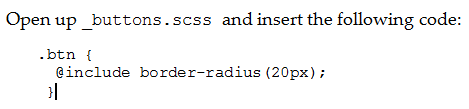 Open up _buttons.scss and insert the following code:
.btn {
@include border-radius(20px);
}